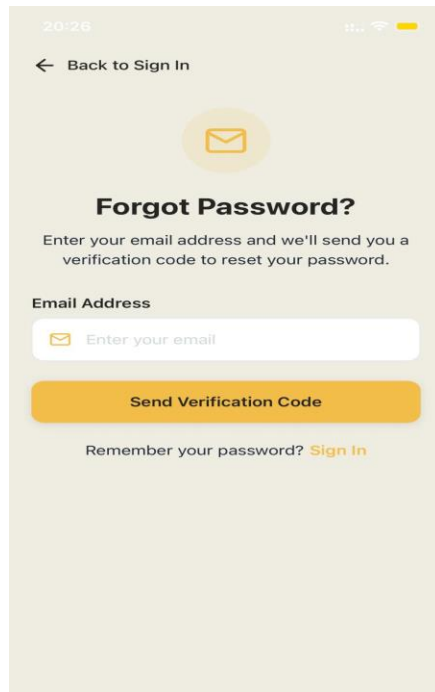 20:26
Back to Sign In
Forgot Password?
Enter your email address and we'll send you a
verification code to reset your password.
Email Address
Enter your email
Send Verification Code
Remember your password? Sign In